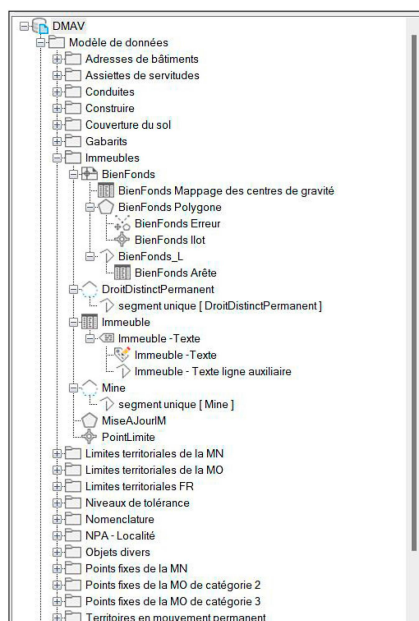 DMAV
Modèle de données
Adresses de bâtiments
Assiettes de servitudes
Conduites
Construire
Couverture du sol
Gabarits
Immeubles
BienFonds
BienFonds Mappage des centres de gravité
BienFonds Polygone
BienFonds Erreur
BienFonds Ilot
BienFonds_L
BienFonds Arête
DroitDistinctPermanent
segment unique [ DroitDistinctPermanent ]
Immeuble
Immeuble -Texte
Immeuble -Texte
Immeuble - Texte ligne auxiliaire
Mine
segment unique [ Mine ]
MiseAJourIM
PointLimite
Limites territoriales de la MN
Limites territoriales de la MO
Limites territoriales FR
Niveaux de tolérance
Nomenclature
NPA - Localité
Objets divers
Points fixes de la MN
Points fixes de la MO de catégorie 2
Points fixes de la MO de catégorie 3
Territoires en mouvement permanent